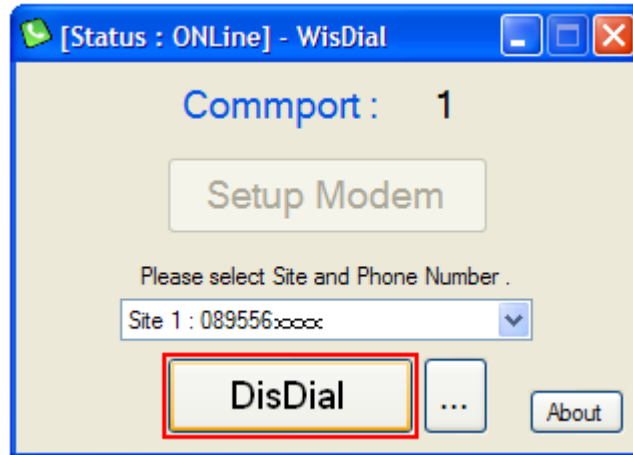 [Status : ONLine] - WisDial
Commport : 1
Setup Modem
Please select Site and Phone Number .
Site 1 : 089556xxxx
DisDial
...
About